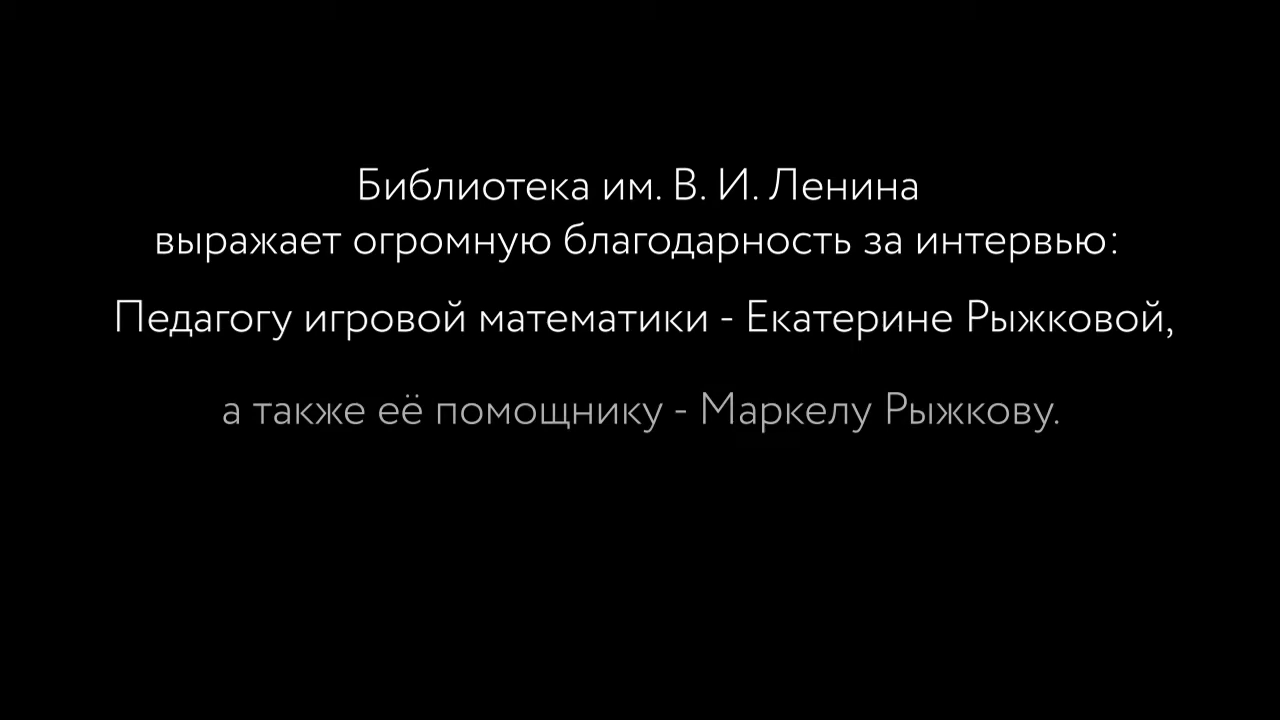 Библиотека им. В. И. Ленина
выражает огромную благодарность за интервью:
Педагогу игровой математики - Екатерине Рыжковой,
а также её помощнику - Маркелу Рыжкову.